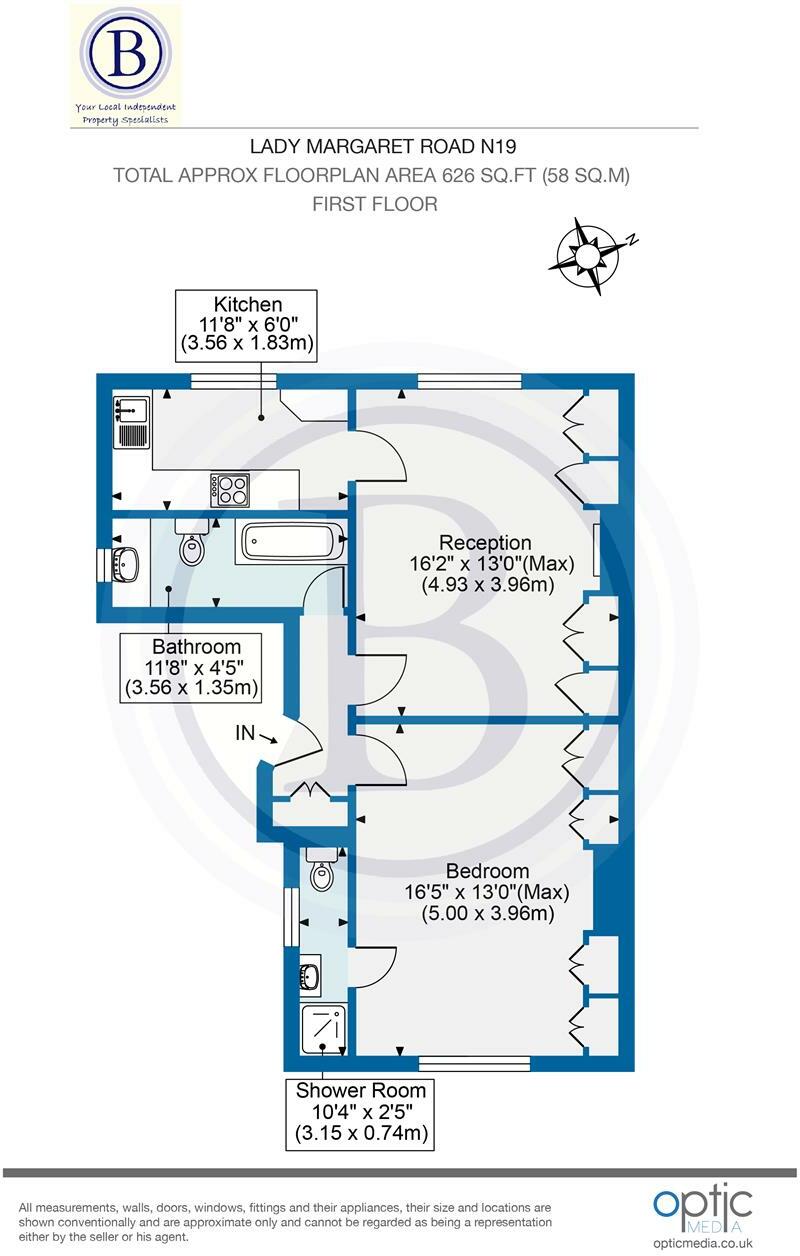 B
Your Local Independent
Property Specialists
LADY MARGARET ROAD N19
TOTAL APPROX FLOORPLAN AREA 626 SQ.FT (58 SQ.M)
FIRST FLOOR
N
Kitchen
11'8" x 6'0"
(3.56 x 1.83m)
Reception
16'2" x 13'0"(Max)
(4.93 x 3.96m)
Bathroom
11'8" x 4'5"
(3.56 x 1.35m)
IN
B
Bedroom
16'5" x 13'0"(Max)
(5.00 x 3.96m)
Shower Room
10'4" x 2'5"
(3.15 x 0.74m)
All measurements, walls, doors, windows, fittings and their appliances, their size and locations are
shown conventionally and are approximate only and cannot be regarded as being a representation
either by the seller or his agent.
optic
MEDIA
opticmedia.co.uk